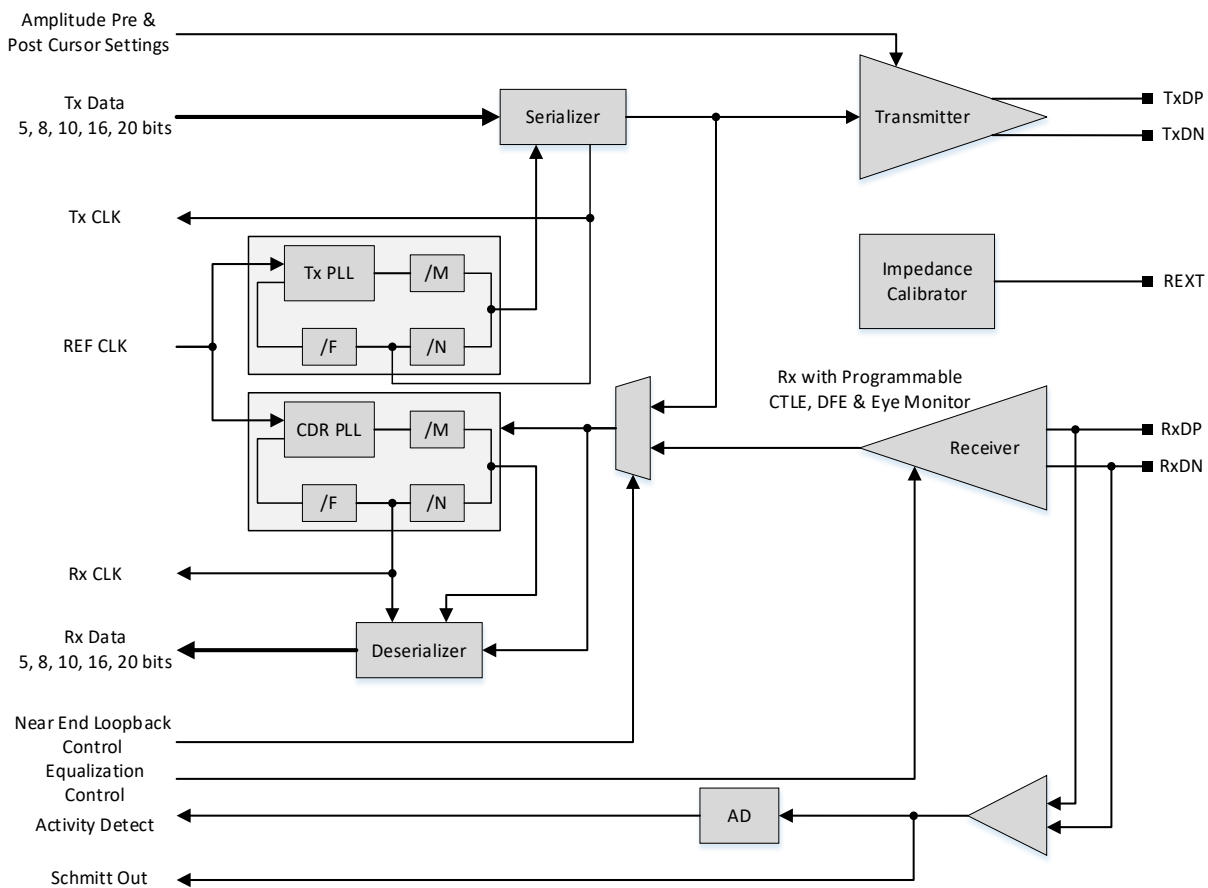 Amplitude Pre &
Post Cursor Settings
Tx Data
5, 8, 10, 16, 20 bits
Serializer
Transmitter
TxDP
TxDN
Tx CLK
Tx PLL
/M
Impedance
Calibrator
REXT
REF CLK
/F
/N
Rx with Programmable
CTLE, DFE & Eye Monitor
CDR PLL
/M
Receiver
RxDP
RxDN
/F
/N
Rx CLK
Rx Data
5, 8, 10, 16, 20 bits
Deserializer
Near End Loopback
Control
Equalization
Control
Activity Detect
AD
Schmitt Out